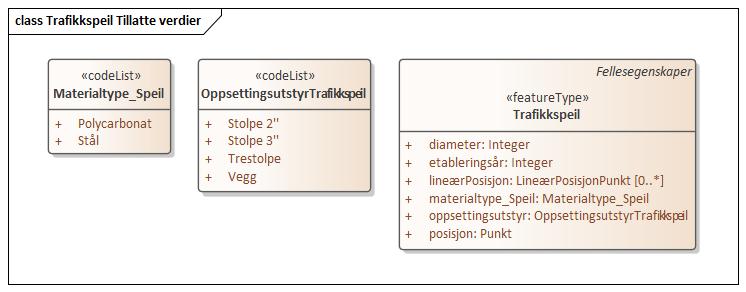 class Trafikkspeil Tillatte verdier
«codeList»
Materialtype_Speil
+ Polycarbonat
+ Stål
«codeList»
OppsettingsutstyrTrafikkspeil
+ Stolpe 2"
+ Stolpe 3"
+ Trestolpe
+ Vegg
Fellesegenskaper
«featureType»
Trafikkspeil
+ diameter: Integer
+ etableringsår: Integer
+ lineærPosisjon: LineærPosisjonPunkt [0..*]
+ materialtype_Speil: Materialtype_Speil
+ oppsettingsutstyr: OppsettingsutstyrTrafikkspeil
+ posisjon: Punkt